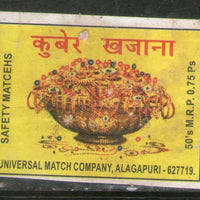 कुबेर खजाना
SAFETY MATCEHS
50's M.R.P. 0.75 Ps
UNIVERSAL MATCH COMPANY, ALAGAPURI - 627719.